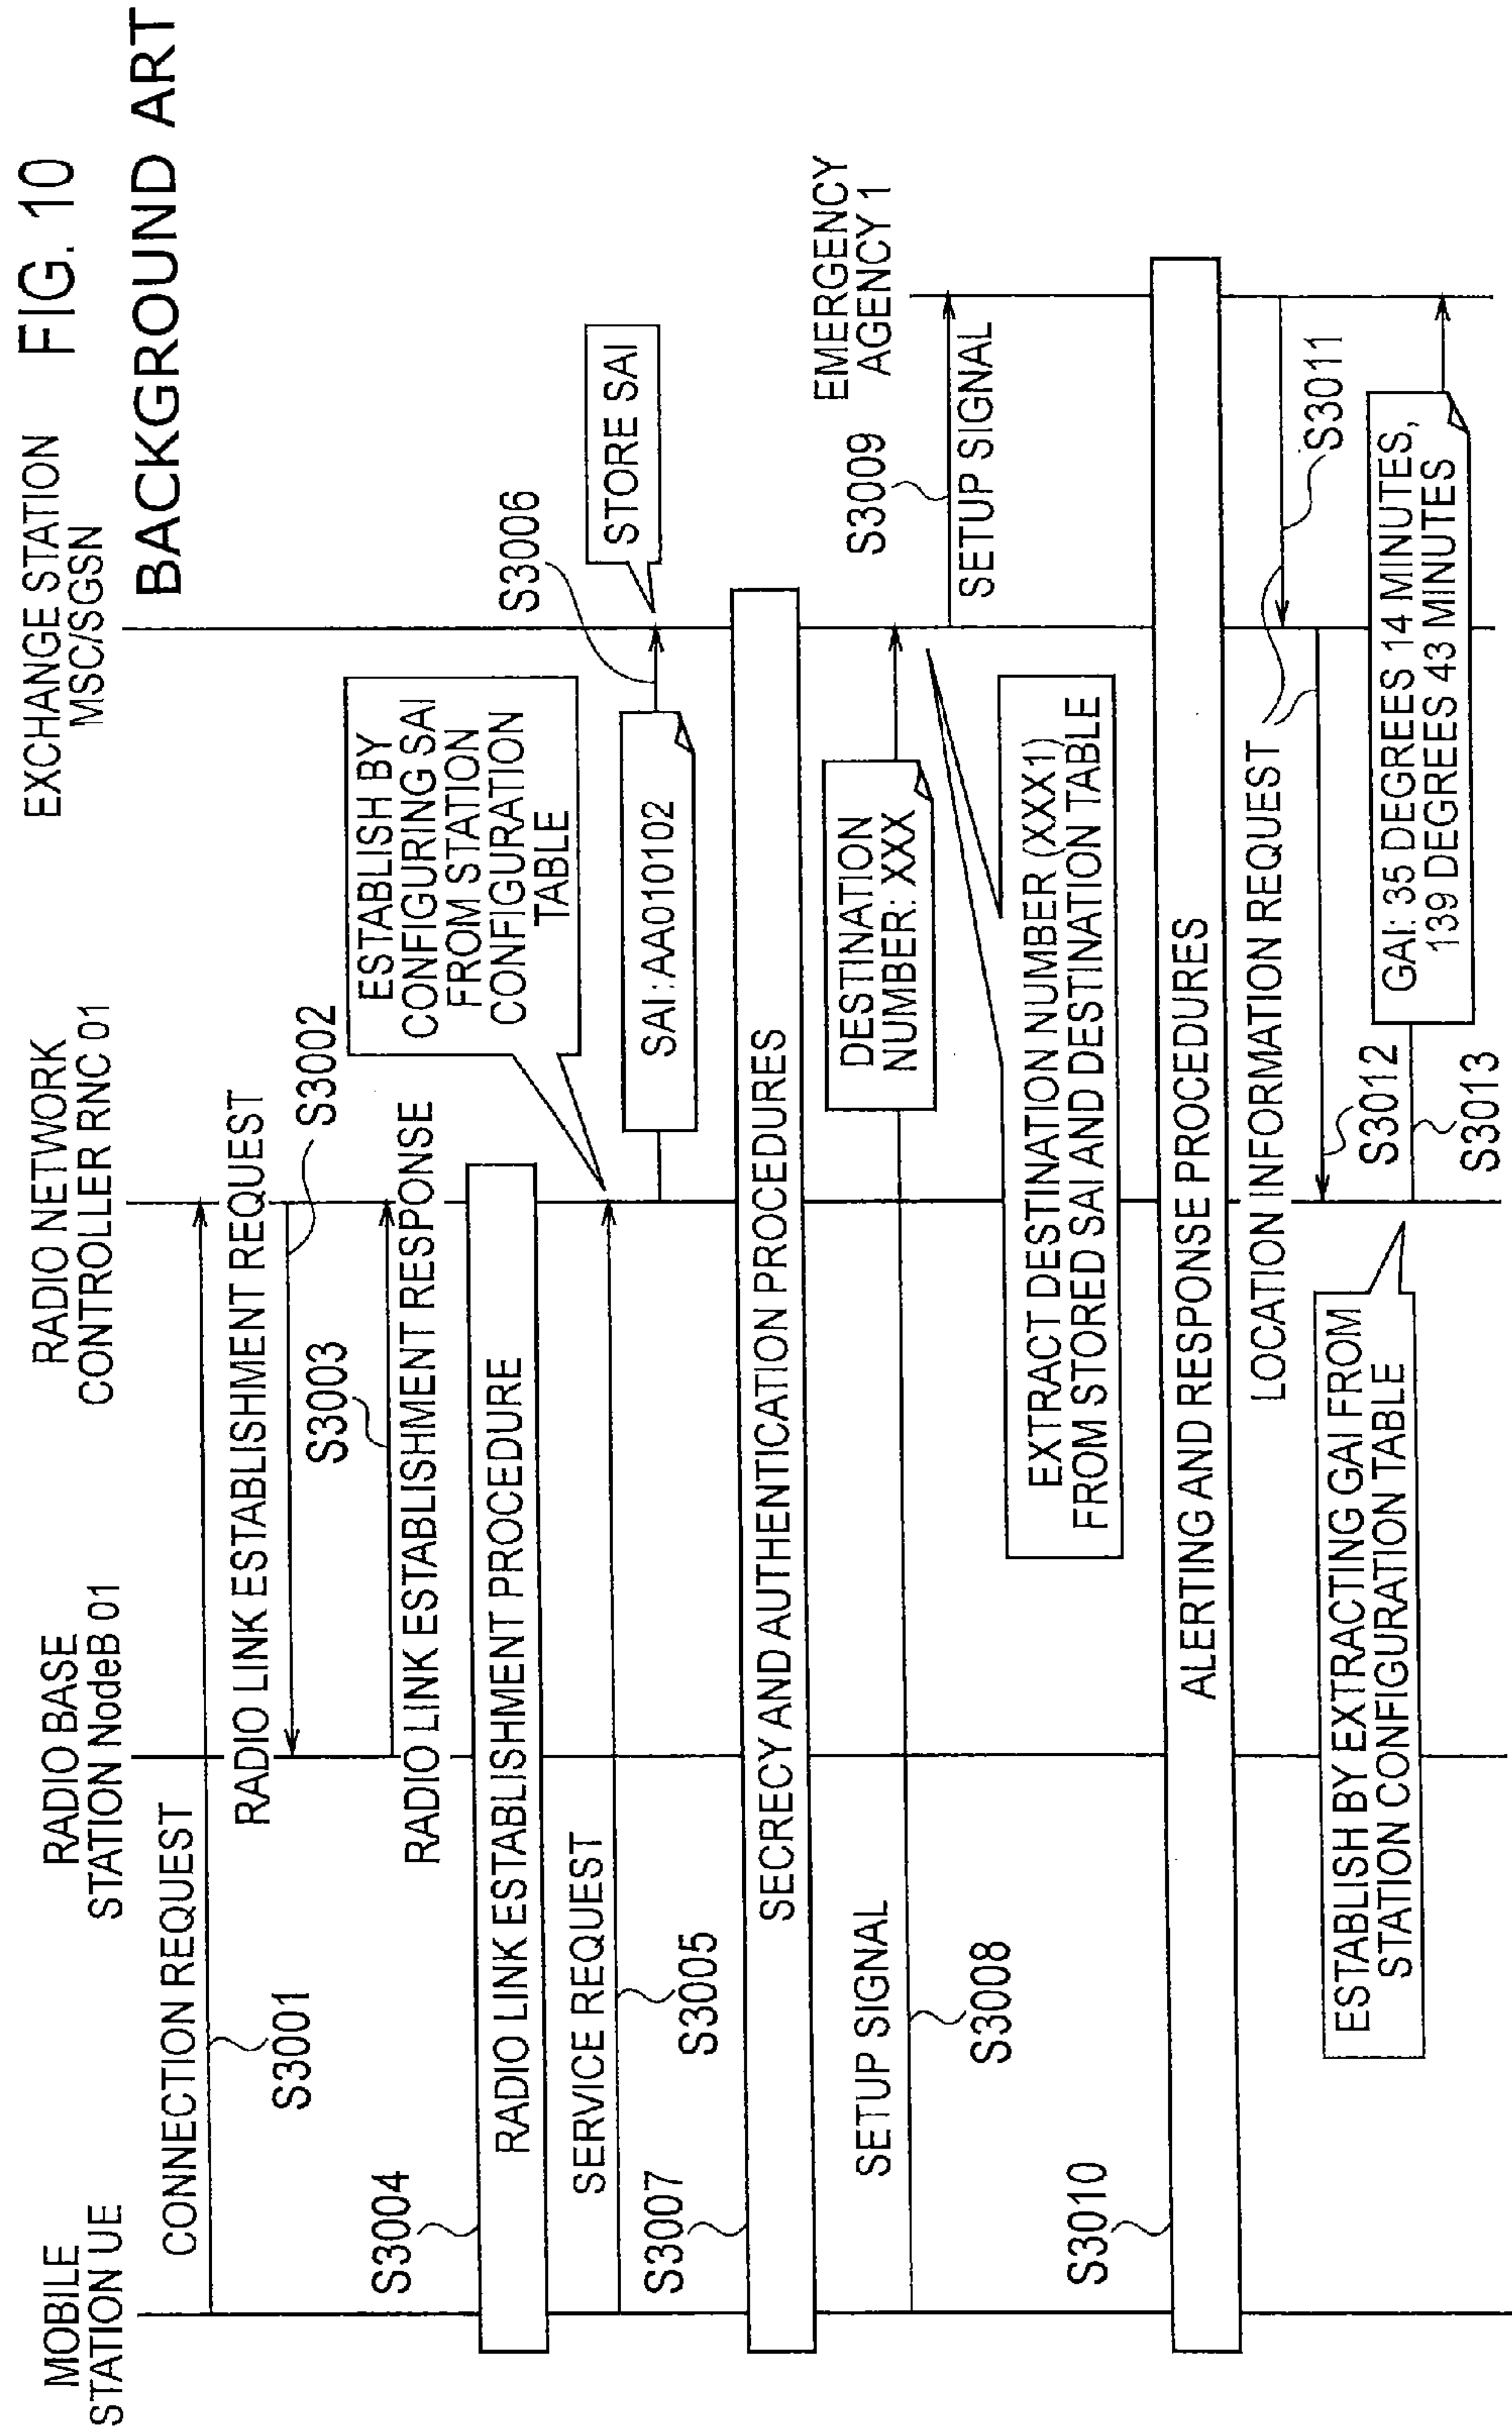 FIG. 10
BACKGROUND ART
MOBILE
STATION UE
RADIO BASE
STATION NodeB 01
RADIO NETWORK
CONTROLLER RNC 01
EXCHANGE STATION
MSC/SGSN
CONNECTION REQUEST
S3001
RADIO LINK ESTABLISHMENT REQUEST
S3002
S3003
RADIO LINK ESTABLISHMENT RESPONSE
S3004
RADIO LINK ESTABLISHMENT PROCEDURE
SERVICE REQUEST
S3005
ESTABLISH BY
CONFIGURING SAI
FROM STATION
CONFIGURATION
TABLE
S3006
SAI:AA010102
STORE SAI
S3007
SECRECY AND AUTHENTICATION PROCEDURES
SETUP SIGNAL
S3008
DESTINATION
NUMBER: XXX
EMERGENCY
AGENCY 1
S3009
SETUP SIGNAL
EXTRACT DESTINATION NUMBER (XXX1)
FROM STORED SAI AND DESTINATION TABLE
S3010
ALERTING AND RESPONSE PROCEDURES
LOCATION INFORMATION REQUEST
S3011
S3012
ESTABLISH BY EXTRACTING GAI FROM
STATION CONFIGURATION TABLE
GAI: 35 DEGREES 14 MINUTES,
139 DEGREES 43 MINUTES
S3013